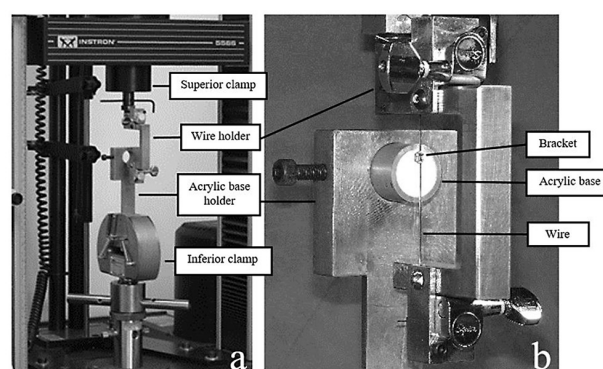 INSTRON 5566
Superior clamp
Wire holder
Acrylic base
holder
Inferior clamp
a
Bracket
Acrylic base
Wire
b